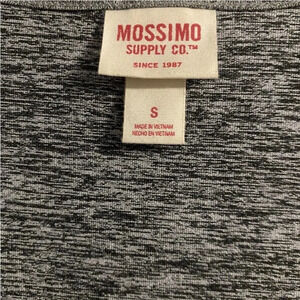 MOSSIMO
SUPPLY CO.™
SINCE 1987
S
MADE IN VIETNAM
HECHO EN VIETNAM